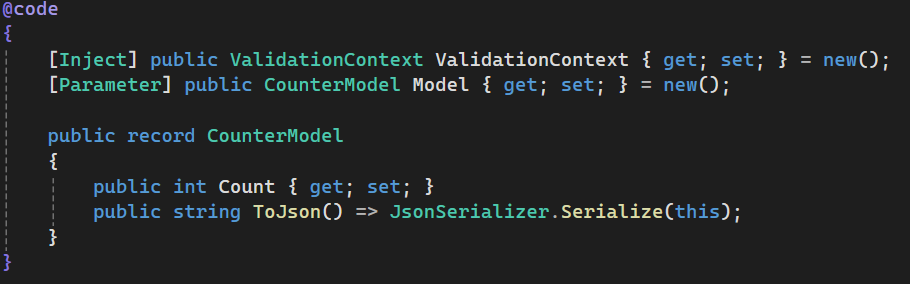 @code
{
    [Inject] public ValidationContext ValidationContext { get; set; } = new();
    [Parameter] public CounterModel Model { get; set; } = new();

    public record CounterModel
    {
        public int Count { get; set; }
        public string ToJson() => JsonSerializer.Serialize(this);
    }
}